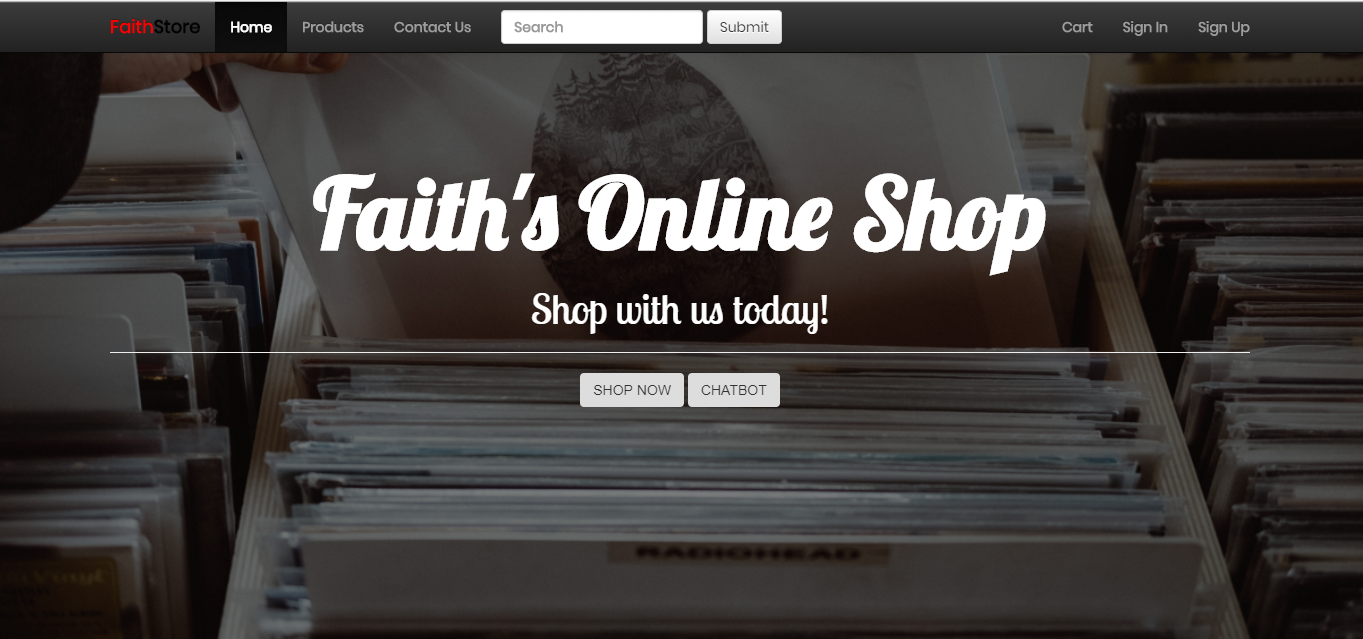 FaithStore Home Products Contact Us Search Submit Cart Sign In Sign Up
Faith's Online Shop
Shop with us today!
SHOP NOW CHATBOT
RADIOHEAD
Vinyl